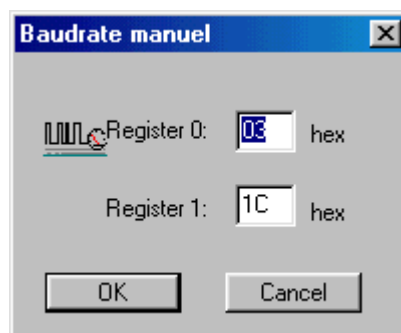 Baudrate manuel
Register 0: 03 hex
Register 1: 1C hex
OK Cancel